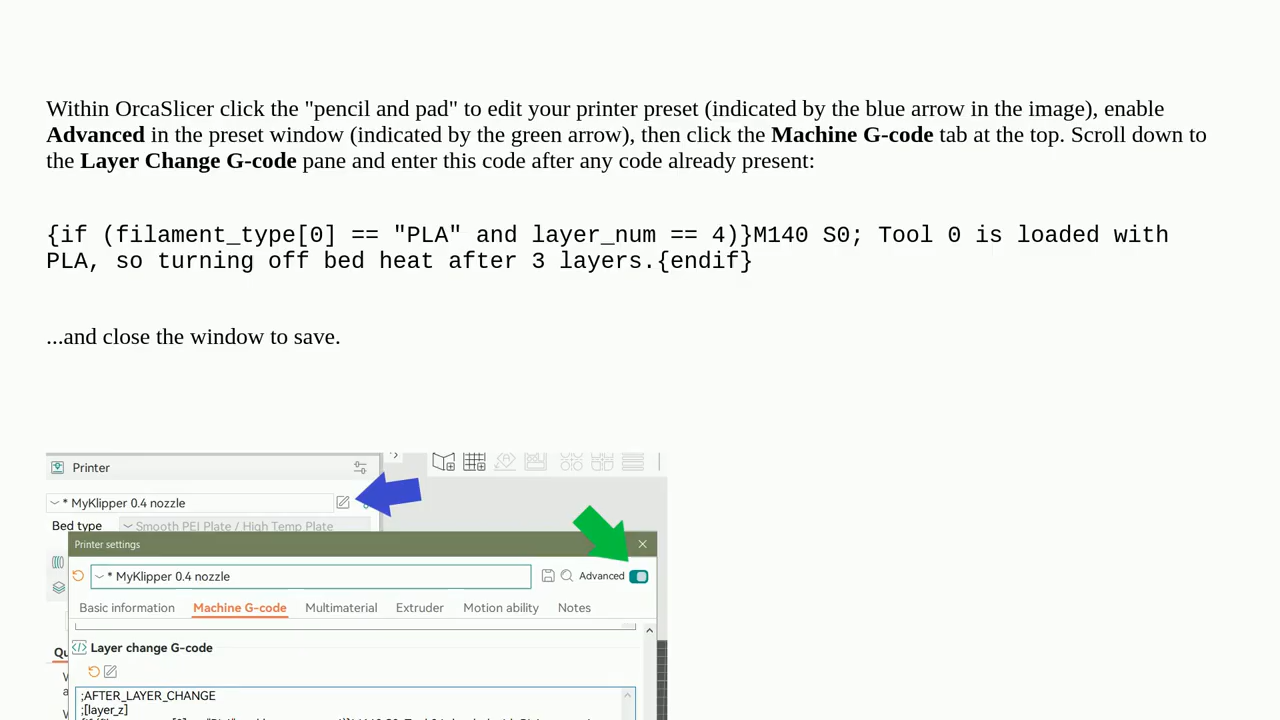 Within OrcaSlicer click the "pencil and pad" to edit your printer preset (indicated by the blue arrow in the image), enable
Advanced in the preset window (indicated by the green arrow), then click the Machine G-code tab at the top. Scroll down to
the Layer Change G-code pane and enter this code after any code already present:
{if (filament_type[0] == "PLA" and layer_num == 4)}M140 S0; Tool 0 is loaded with
PLA, so turning off bed heat after 3 layers.{endif}
...and close the window to save.
Printer
* MyKlipper 0.4 nozzle
Bed type
Smooth PEI Plate / High Temp Plate
Printer settings
* MyKlipper 0.4 nozzle
Advanced
Basic information Machine G-code Multimaterial Extruder Motion ability Notes
Layer change G-code
;AFTER_LAYER_CHANGE
;[layer_z]